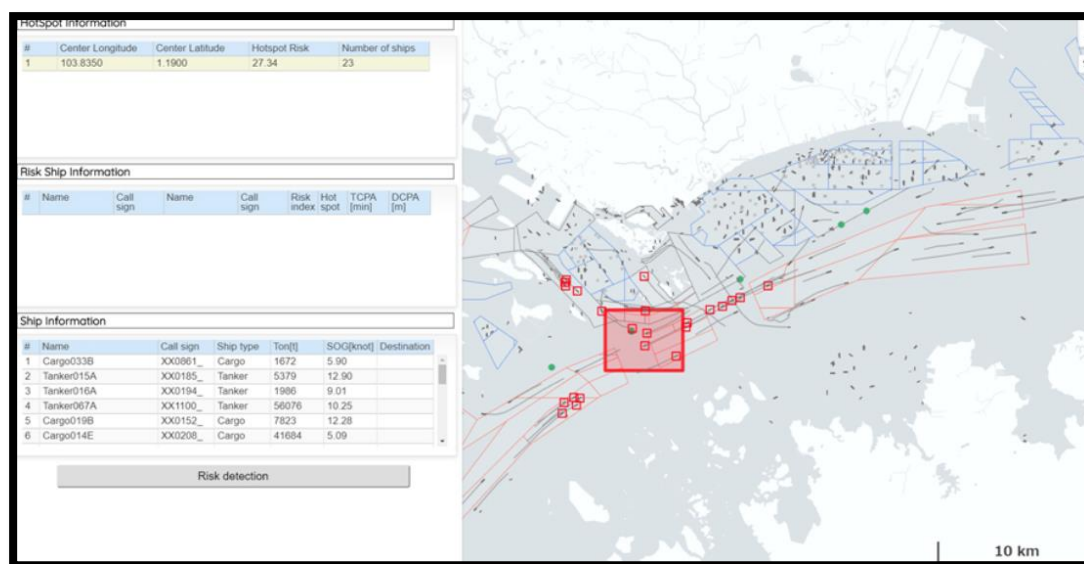 HotSpot Information
# Center Longitude Center Latitude Hotspot Risk Number of ships
1 103.8350 1.1900 27.34 23
Risk Ship Information
# Name Call sign Name Call sign Risk index Hot spot TCPA [min] DCPA [m]
Ship Information
# Name Call sign Ship type Ton[t] SOG[knot] Destination
1 Cargo033B XX0861_ Cargo 1672 5.90
2 Tanker015A XX0185_ Tanker 5379 12.90
3 Tanker016A XX0194_ Tanker 1986 9.01
4 Tanker067A XX1100_ Tanker 56076 10.25
5 Cargo019B XX0152_ Cargo 7823 12.28
6 Cargo014E XX0208_ Cargo 41684 5.09
Risk detection
10 km